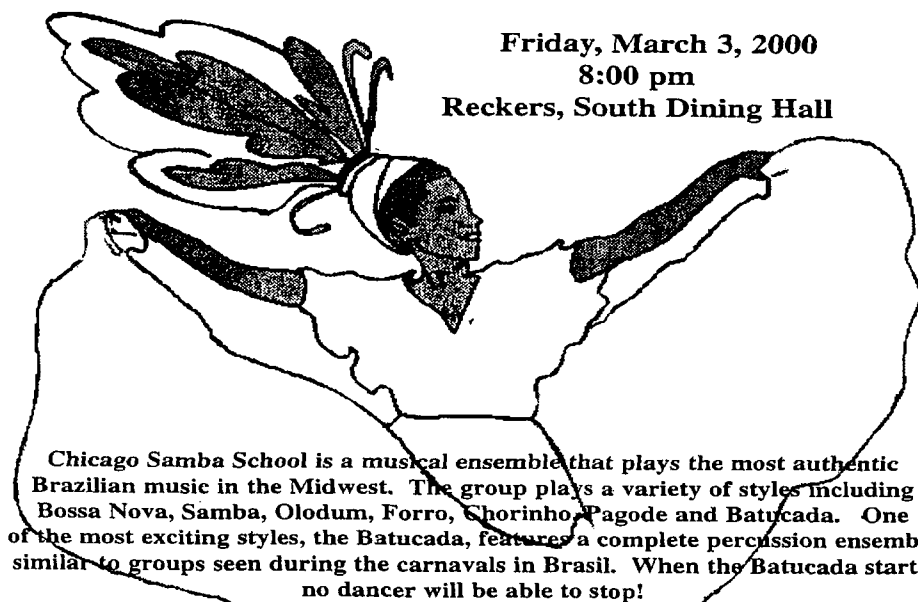 Friday, March 3, 2000
8:00 pm
Reckers, South Dining Hall
Chicago Samba School is a musical ensemble that plays the most authentic
Brazilian music in the Midwest. The group plays a variety of styles including
Bossa Nova, Samba, Olodum, Forro, Chorinho, Pagode and Batucada. One
of the most exciting styles, the Batucada, features a complete percussion ensemb
similar to groups seen during the carnavals in Brasil. When the Batucada start
no dancer will be able to stop!